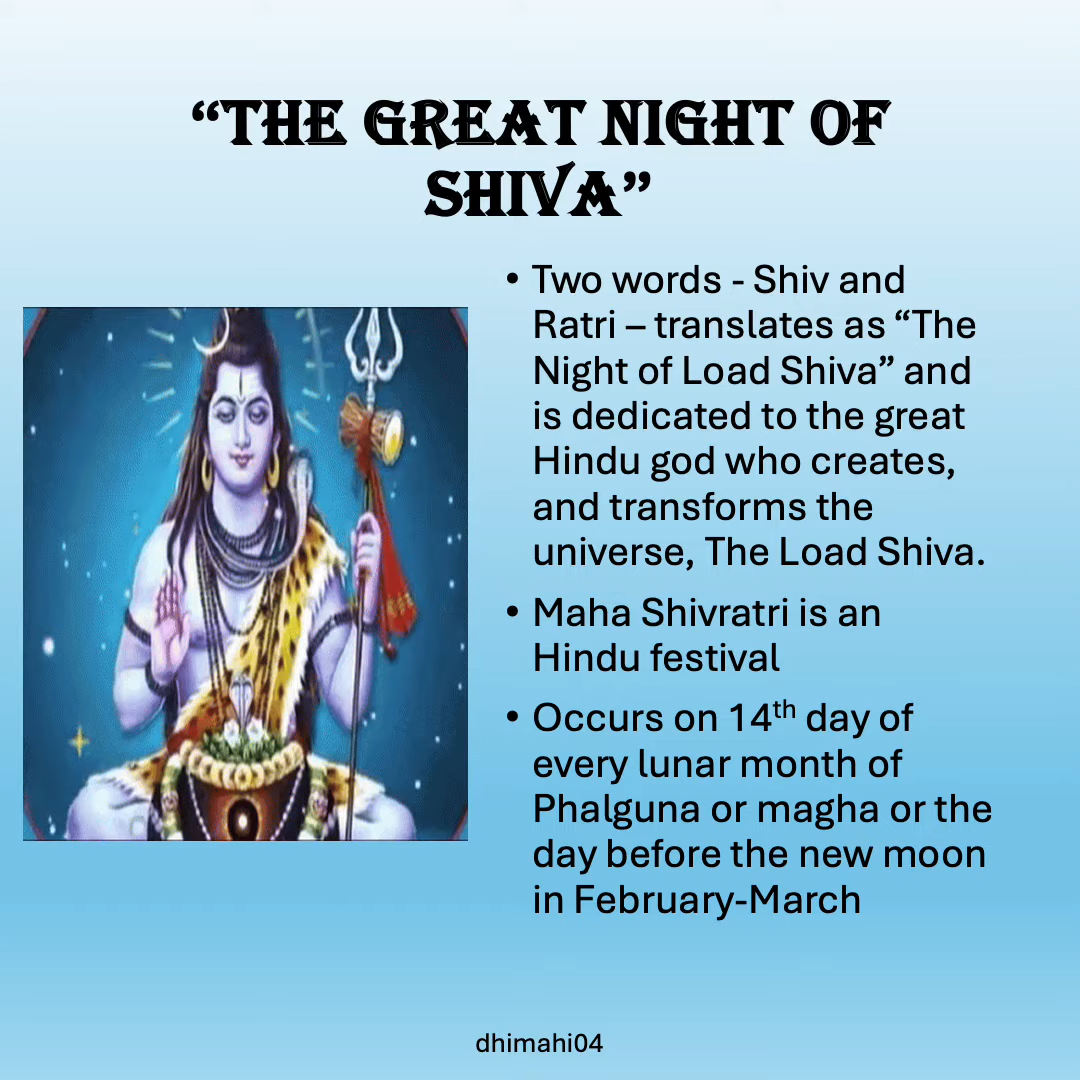 “THE GREAT NIGHT OF
SHIVA”
• Two words - Shiv and
Ratri – translates as “The
Night of Load Shiva” and
is dedicated to the great
Hindu god who creates,
and transforms the
universe, The Load Shiva.
• Maha Shivratri is an
Hindu festival
• Occurs on 14th day of
every lunar month of
Phalguna or magha or the
day before the new moon
in February-March
dhimahi04